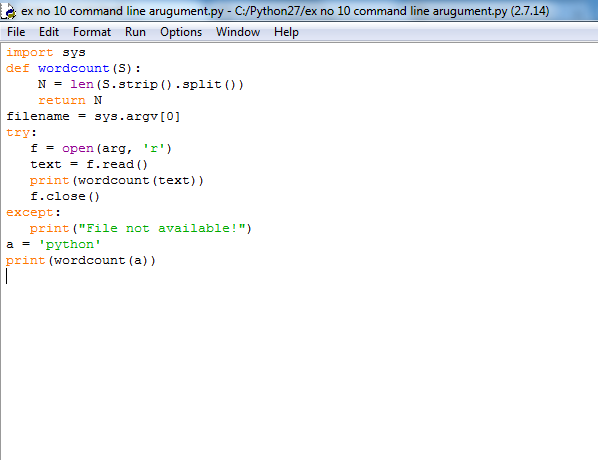 ex no 10 command line arugument.py - C:/Python27/ex no 10 command line arugument.py (2.7.14)
File Edit Format Run Options Window Help
import sys
def wordcount(S):
    N = len(S.strip().split())
    return N
filename = sys.argv[0]
try:
   f = open(arg, 'r')
   text = f.read()
   print(wordcount(text))
   f.close()
except:
   print("File not available!")
a = 'python'
print(wordcount(a))